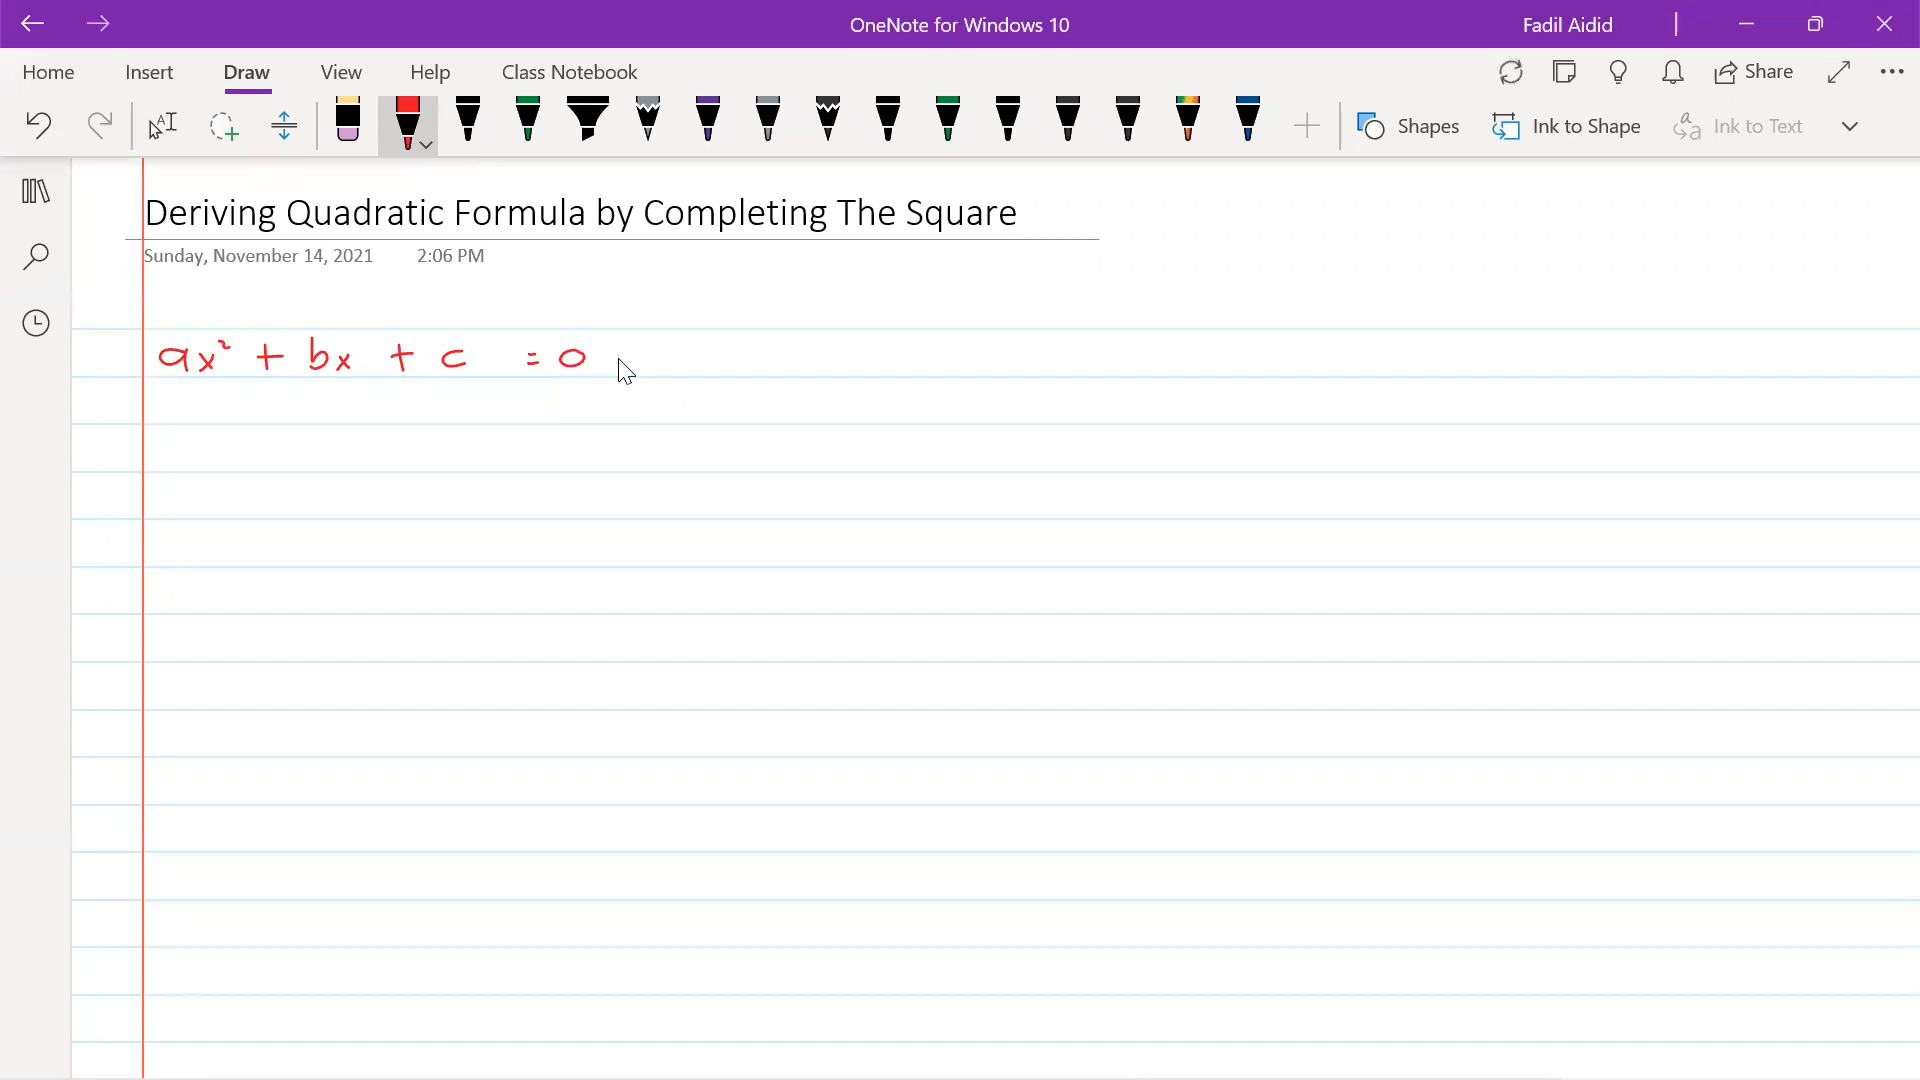 OneNote for Windows 10
Fadil Aidid
Home Insert Draw View Help Class Notebook
Share
Shapes Ink to Shape Ink to Text
Deriving Quadratic Formula by Completing The Square
Sunday, November 14, 2021 2:06 PM
ax² + bx + c = 0